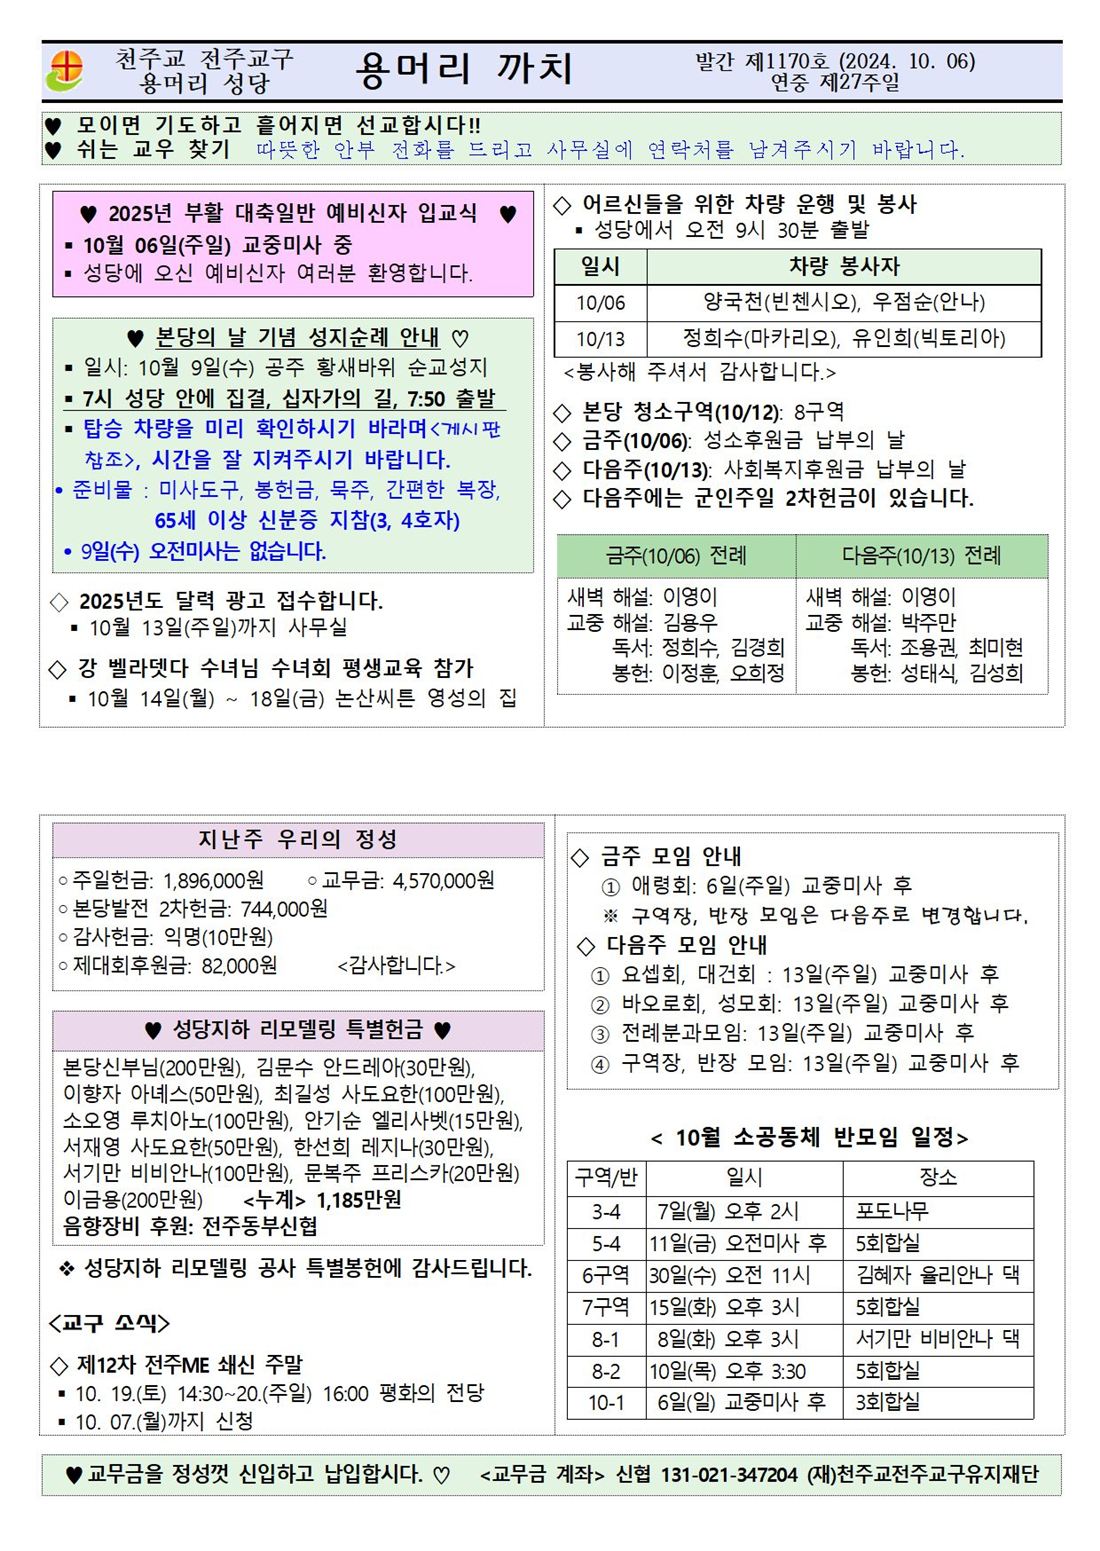 천주교 전주교구
용머리 성당
용머리 까치
발간 제1170호 (2024. 10. 06)
연중 제27주일
♥ 모이면 기도하고 흩어지면 선교합시다!!
♥ 쉬는 교우 찾기 따뜻한 안부 전화를 드리고 사무실에 연락처를 남겨주시기 바랍니다.
♥ 2025년 부활 대축일반 예비신자 입교식 ♥
▪ 10월 06일(주일) 교중미사 중
▪ 성당에 오신 예비신자 여러분 환영합니다.
♥ 본당의 날 기념 성지순례 안내 ♡
▪ 일시: 10월 9일(수) 공주 황새바위 순교성지
▪ 7시 성당 안에 집결, 십자가의 길, 7:50 출발
▪ 탑승 차량을 미리 확인하시기 바라며<게시판
참조>, 시간을 잘 지켜주시기 바랍니다.
• 준비물 : 미사도구, 봉헌금, 묵주, 간편한 복장,
65세 이상 신분증 지참(3, 4호자)
• 9일(수) 오전미사는 없습니다.
◇ 2025년도 달력 광고 접수합니다.
▪ 10월 13일(주일)까지 사무실
◇ 강 벨라뎃다 수녀님 수녀회 평생교육 참가
▪ 10월 14일(월) ~ 18일(금) 논산씨튼 영성의 집
◇ 어르신들을 위한 차량 운행 및 봉사
▪ 성당에서 오전 9시 30분 출발
일시 차량 봉사자
10/06 양국천(빈첸시오), 우점순(안나)
10/13 정희수(마카리오), 유인희(빅토리아)
<봉사해 주셔서 감사합니다.>
◇ 본당 청소구역(10/12): 8구역
◇ 금주(10/06): 성소후원금 납부의 날
◇ 다음주(10/13): 사회복지후원금 납부의 날
◇ 다음주에는 군인주일 2차헌금이 있습니다.
금주(10/06) 전례 다음주(10/13) 전례
새벽 해설: 이영이 새벽 해설: 이영이
교중 해설: 김용우 교중 해설: 박주만
독서: 정희수, 김경희 독서: 조용권, 최미현
봉헌: 이정훈, 오희정 봉헌: 성태식, 김성희
지난주 우리의 정성
○ 주일헌금: 1,896,000원 ○ 교무금: 4,570,000원
○ 본당발전 2차헌금: 744,000원
○ 감사헌금: 익명(10만원)
○ 제대회후원금: 82,000원 <감사합니다.>
♥ 성당지하 리모델링 특별헌금 ♥
본당신부님(200만원), 김문수 안드레아(30만원),
이향자 아녜스(50만원), 최길성 사도요한(100만원),
소오영 루치아노(100만원), 안기순 엘리사벳(15만원),
서재영 사도요한(50만원), 한선희 레지나(30만원),
서기만 비비안나(100만원), 문복주 프리스카(20만원)
이금용(200만원) <누계> 1,185만원
음향장비 후원: 전주동부신협
❖ 성당지하 리모델링 공사 특별봉헌에 감사드립니다.
<교구 소식>
◇ 제12차 전주ME 쇄신 주말
▪ 10. 19.(토) 14:30~20.(주일) 16:00 평화의 전당
▪ 10. 07.(월)까지 신청
◇ 금주 모임 안내
① 애령회: 6일(주일) 교중미사 후
※ 구역장, 반장 모임은 다음주로 변경합니다.
◇ 다음주 모임 안내
① 요셉회, 대건회 : 13일(주일) 교중미사 후
② 바오로회, 성모회: 13일(주일) 교중미사 후
③ 전례분과모임: 13일(주일) 교중미사 후
④ 구역장, 반장 모임: 13일(주일) 교중미사 후
< 10월 소공동체 반모임 일정>
구역/반 일시 장소
3-4 7일(월) 오후 2시 포도나무
5-4 11일(금) 오전미사 후 5회합실
6구역 30일(수) 오전 11시 김혜자 율리안나 댁
7구역 15일(화) 오후 3시 5회합실
8-1 8일(화) 오후 3시 서기만 비비안나 댁
8-2 10일(목) 오후 3:30 5회합실
10-1 6일(일) 교중미사 후 3회합실
♥ 교무금을 정성껏 신입하고 납입합시다. ♡ <교무금 계좌> 신협 131-021-347204 (재)천주교전주교구유지재단